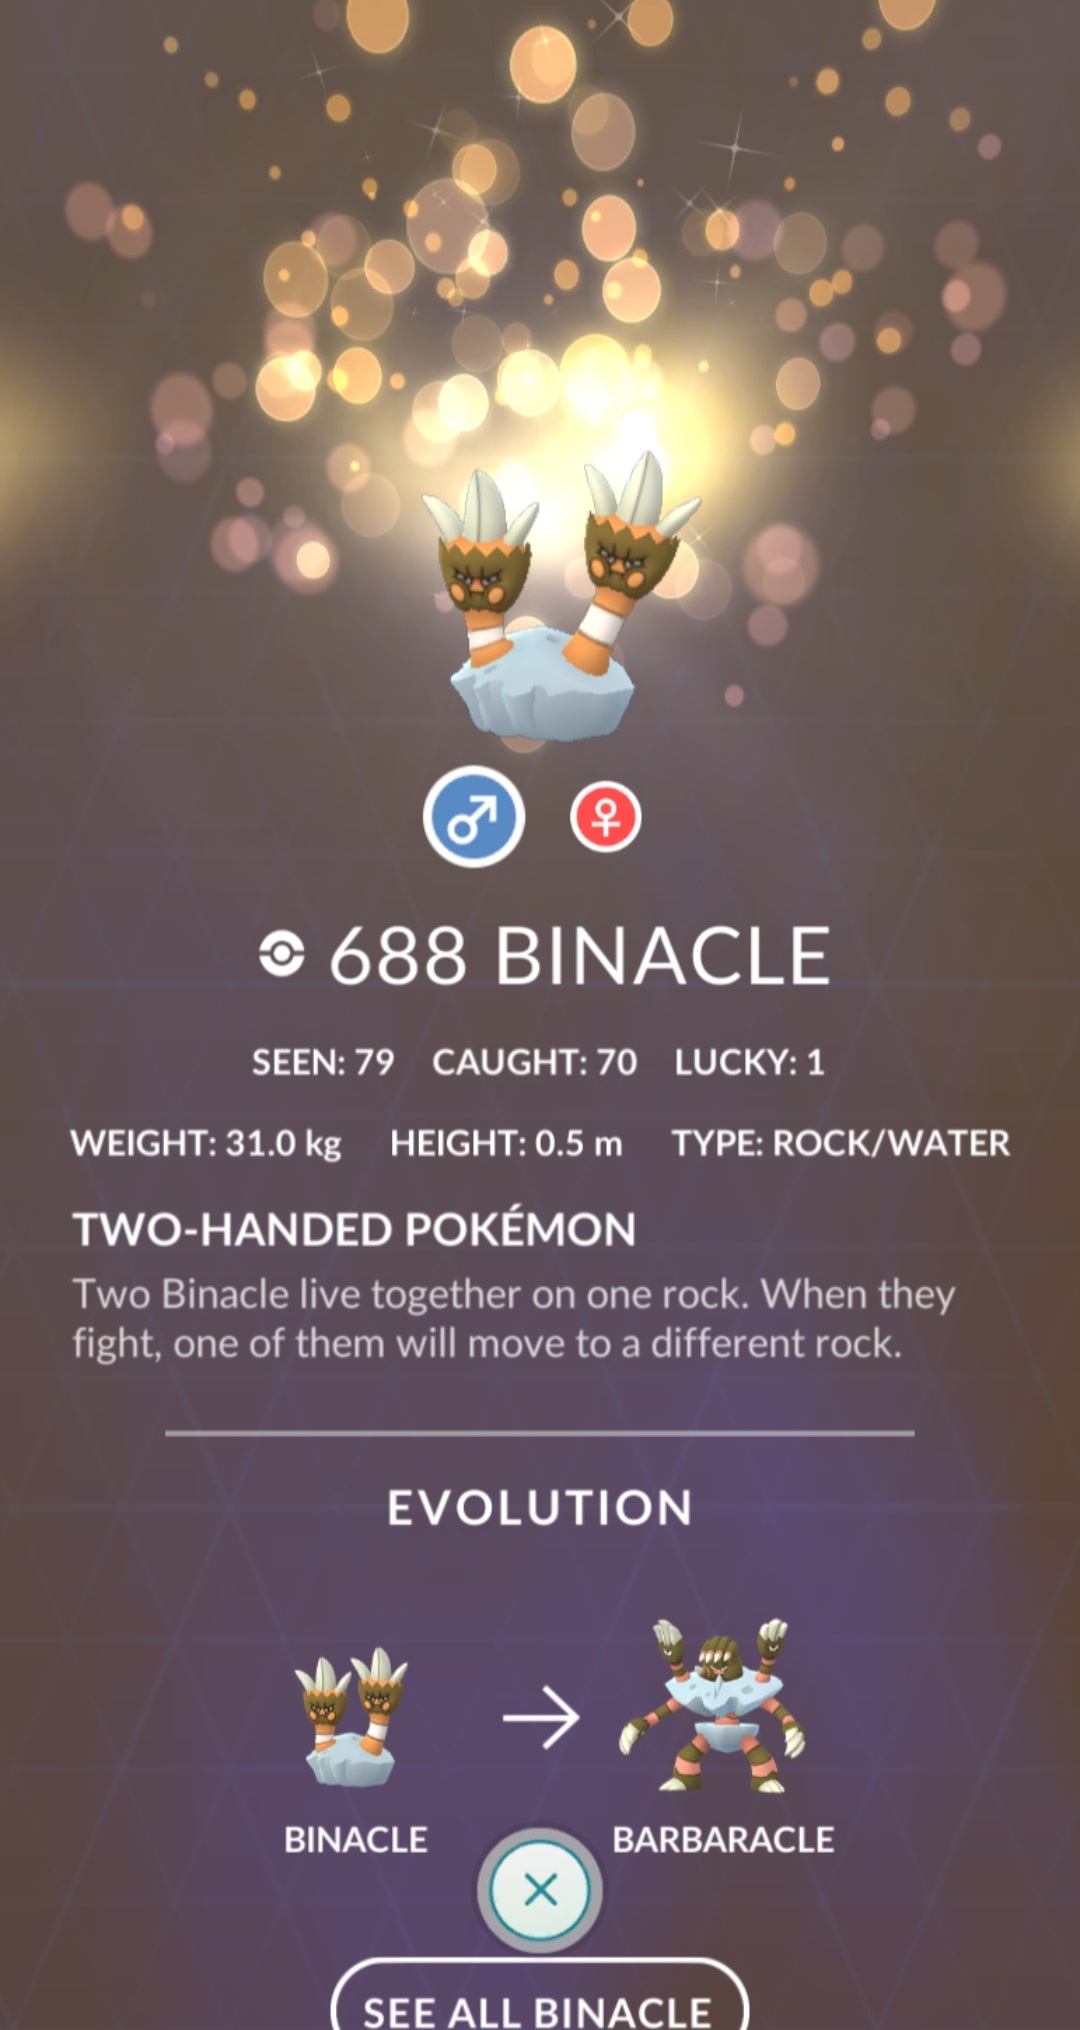 688 BINACLE
SEEN: 79 CAUGHT: 70 LUCKY: 1
WEIGHT: 31.0 kg HEIGHT: 0.5 m TYPE: ROCK/WATER
TWO-HANDED POKÉMON
Two Binacle live together on one rock. When they
fight, one of them will move to a different rock.
EVOLUTION
BINACLE BARBARACLE
SEE ALL BINACLE